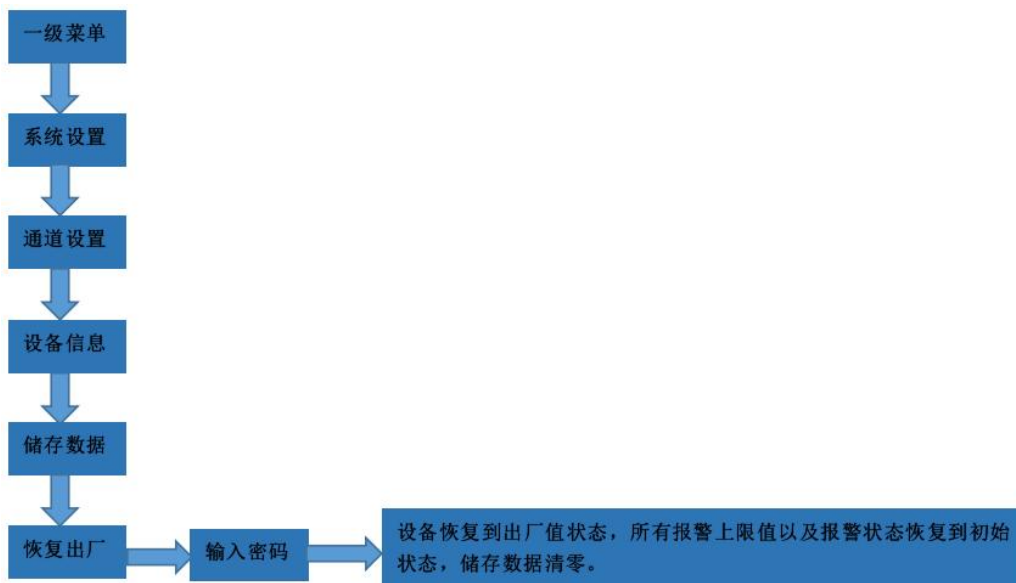 一级菜单
系统设置
通道设置
设备信息
储存数据
恢复出厂
输入密码
设备恢复到出厂值状态，所有报警上限值以及报警状态恢复到初始
状态，储存数据清零。